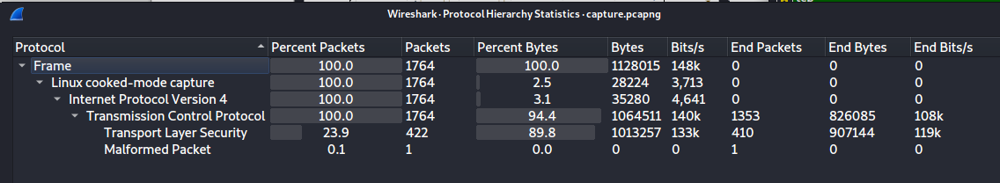 Wireshark · Protocol Hierarchy Statistics · capture.pcapng
Protocol Percent Packets Packets Percent Bytes Bytes Bits/s End Packets End Bytes End Bits/s
Frame 100.0 1764 100.0 1128015 148k 0 0 0
Linux cooked-mode capture 100.0 1764 2.5 28224 3,713 0 0 0
Internet Protocol Version 4 100.0 1764 3.1 35280 4,641 0 0 0
Transmission Control Protocol 100.0 1764 94.4 1064511 140k 1353 826085 108k
Transport Layer Security 23.9 422 89.8 1013257 133k 410 907144 119k
Malformed Packet 0.1 1 0.0 0 0 1 0 0